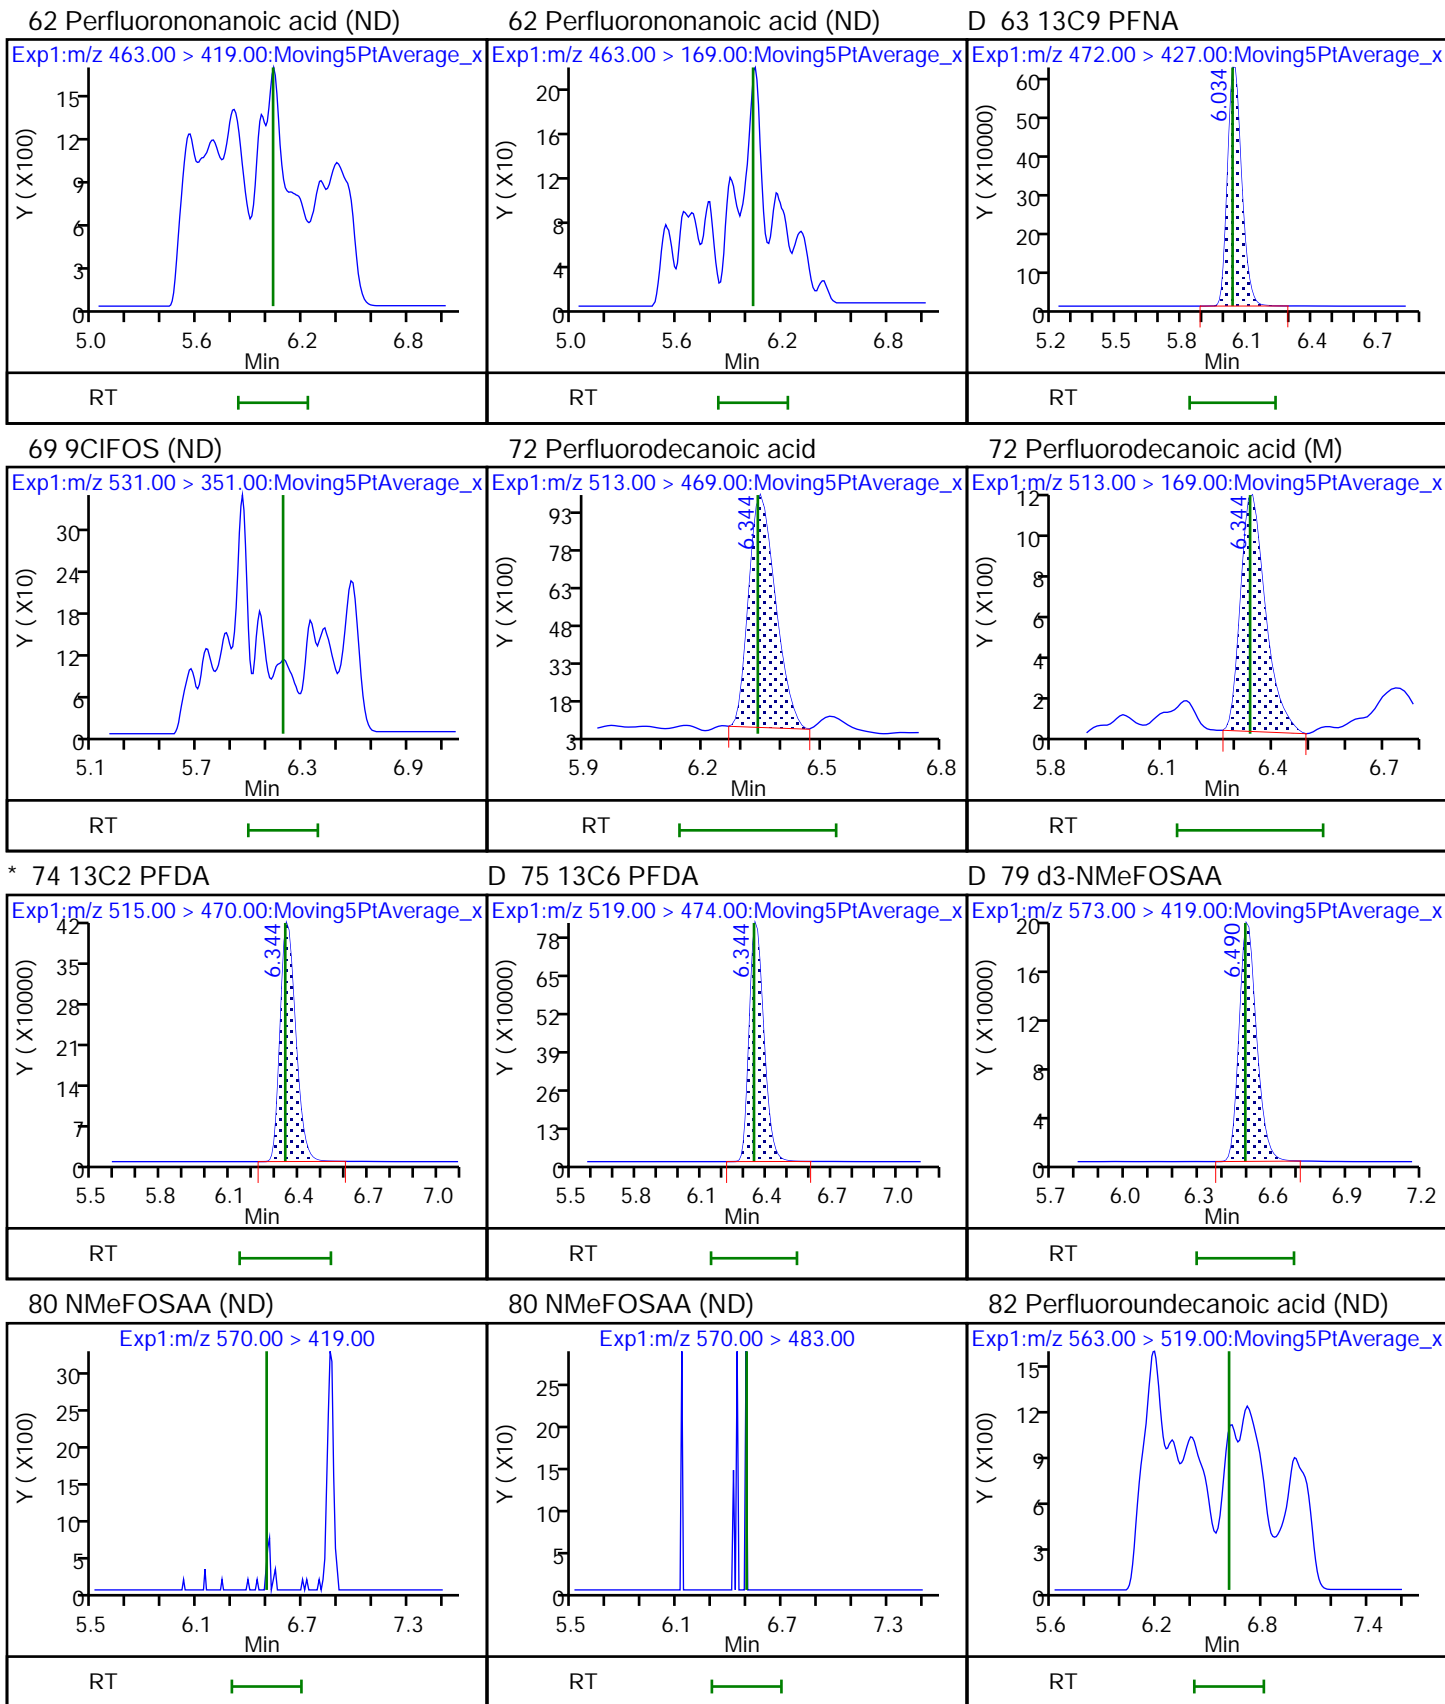 62 Perfluorononanoic acid (ND)
Exp1:m/z 463.00 > 419.00:Moving5PtAverage_x
Y ( X100)
15
12
9
6
3
0
5.0 5.6 6.2 6.8
Min
RT
62 Perfluorononanoic acid (ND)
Exp1:m/z 463.00 > 169.00:Moving5PtAverage_x
Y ( X10)
20
16
12
8
4
0
5.0 5.6 6.2 6.8
Min
RT
D 63 13C9 PFNA
Exp1:m/z 472.00 > 427.00:Moving5PtAverage_x
6.034
Y ( X10000)
60
50
40
30
20
10
0
5.2 5.5 5.8 6.1 6.4 6.7
Min
RT
69 9ClFOS (ND)
Exp1:m/z 531.00 > 351.00:Moving5PtAverage_x
Y ( X10)
30
24
18
12
6
0
5.1 5.7 6.3 6.9
Min
RT
72 Perfluorodecanoic acid
Exp1:m/z 513.00 > 469.00:Moving5PtAverage_x
6.344
Y ( X100)
93
78
63
48
33
18
3
5.9 6.2 6.5 6.8
Min
RT
72 Perfluorodecanoic acid (M)
Exp1:m/z 513.00 > 169.00:Moving5PtAverage_x
6.344
Y ( X100)
12
10
8
6
4
2
0
5.8 6.1 6.4 6.7
Min
RT
* 74 13C2 PFDA
Exp1:m/z 515.00 > 470.00:Moving5PtAverage_x
6.344
Y ( X10000)
42
35
28
21
14
7
0
5.5 5.8 6.1 6.4 6.7 7.0
Min
RT
D 75 13C6 PFDA
Exp1:m/z 519.00 > 474.00:Moving5PtAverage_x
6.344
Y ( X10000)
78
65
52
39
26
13
0
5.5 5.8 6.1 6.4 6.7 7.0
Min
RT
D 79 d3-NMeFOSAA
Exp1:m/z 573.00 > 419.00:Moving5PtAverage_x
6.490
Y ( X10000)
20
16
12
8
4
0
5.7 6.0 6.3 6.6 6.9 7.2
Min
RT
80 NMeFOSAA (ND)
Exp1:m/z 570.00 > 419.00
Y ( X100)
30
25
20
15
10
5
0
5.5 6.1 6.7 7.3
Min
RT
80 NMeFOSAA (ND)
Exp1:m/z 570.00 > 483.00
Y ( X10)
25
20
15
10
5
0
5.5 6.1 6.7 7.3
Min
RT
82 Perfluoroundecanoic acid (ND)
Exp1:m/z 563.00 > 519.00:Moving5PtAverage_x
Y ( X100)
15
12
9
6
3
0
5.6 6.2 6.8 7.4
Min
RT